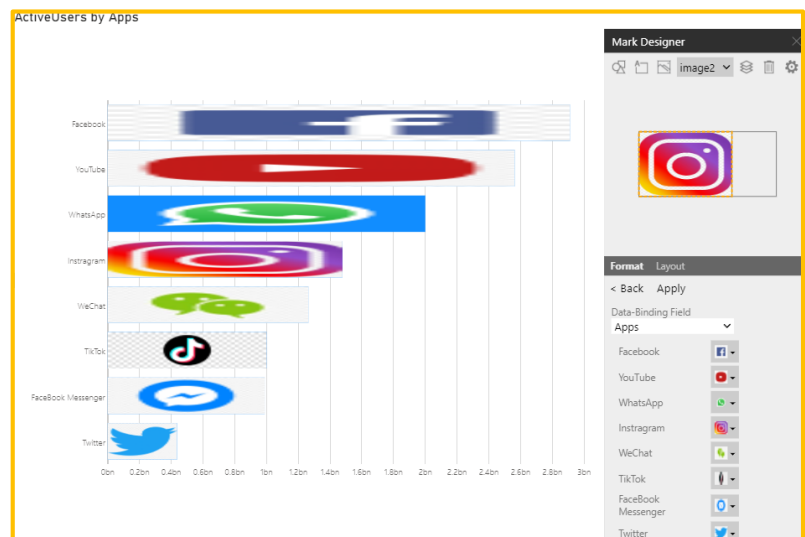 ActiveUsers by Apps
Facebook
YouTube
WhatsApp
Instragram
WeChat
TikTok
FaceBook Messenger
Twitter
0bn 0.2bn 0.4bn 0.6bn 0.8bn 1bn 1.2bn 1.4bn 1.6bn 1.8bn 2bn 2.2bn 2.4bn 2.6bn 2.8bn 3bn
Mark Designer
image2
Format Layout
< Back Apply
Data-Binding Field
Apps
Facebook
YouTube
WhatsApp
Instragram
WeChat
TikTok
FaceBook
Messenger
Twitter